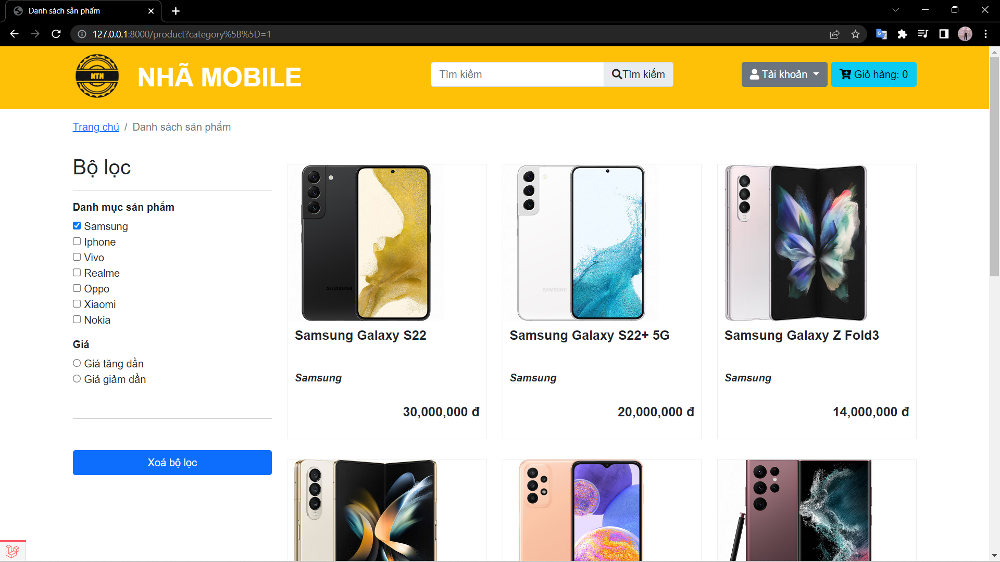 Danh sách sản phẩm
127.0.0.1:8000/product?category%5B%5D=1
NTN
NHÃ MOBILE
Tìm kiếm
Tìm kiếm
Tài khoản
Giỏ hàng: 0
Trang chủ / Danh sách sản phẩm
Bộ lọc
Danh mục sản phẩm
Samsung
Iphone
Vivo
Realme
Oppo
Xiaomi
Nokia
Giá
Giá tăng dần
Giá giảm dần
Xoá bộ lọc
SAMSUNG
Samsung Galaxy S22
Samsung
30,000,000 đ
SAMSUNG
Samsung Galaxy S22+ 5G
Samsung
20,000,000 đ
Samsung Galaxy Z Fold3
Samsung
14,000,000 đ